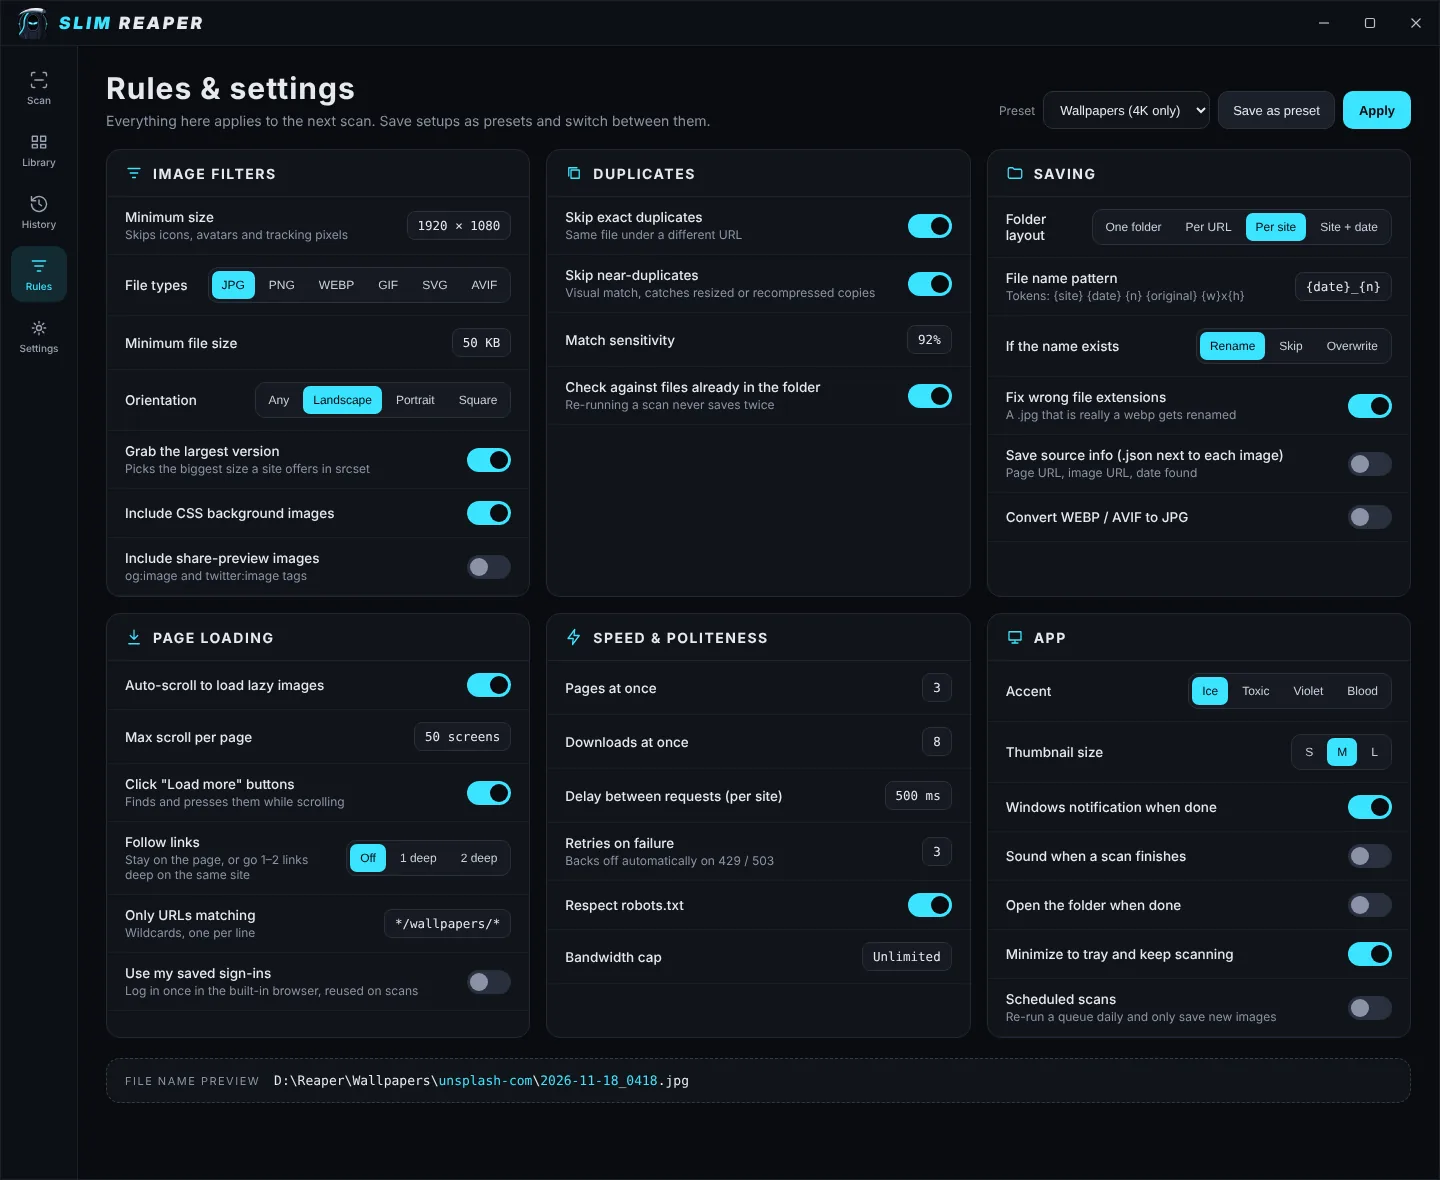 SLIM REAPER
Scan
Library
History
Rules
Settings
Rules & settings
Everything here applies to the next scan. Save setups as presets and switch between them.
Preset
Wallpapers (4K only)
Save as preset
Apply
IMAGE FILTERS
Minimum size
Skips icons, avatars and tracking pixels
1920 × 1080
File types
JPG PNG WEBP GIF SVG AVIF
Minimum file size
50 KB
Orientation
Any Landscape Portrait Square
Grab the largest version
Picks the biggest size a site offers in srcset
Include CSS background images
Include share-preview images
og:image and twitter:image tags
DUPLICATES
Skip exact duplicates
Same file under a different URL
Skip near-duplicates
Visual match, catches resized or recompressed copies
Match sensitivity
92%
Check against files already in the folder
Re-running a scan never saves twice
SAVING
Folder
layout
One folder Per URL Per site Site + date
File name pattern
Tokens: {site} {date} {n} {original} {w}x{h}
{date}_{n}
If the name exists
Rename Skip Overwrite
Fix wrong file extensions
A .jpg that is really a webp gets renamed
Save source info (.json next to each image)
Page URL, image URL, date found
Convert WEBP / AVIF to JPG
PAGE LOADING
Auto-scroll to load lazy images
Max scroll per page
50 screens
Click "Load more" buttons
Finds and presses them while scrolling
Follow links
Stay on the page, or go 1–2 links
deep on the same site
Off 1 deep 2 deep
Only URLs matching
Wildcards, one per line
*/wallpapers/*
Use my saved sign-ins
Log in once in the built-in browser, reused on scans
SPEED & POLITENESS
Pages at once
3
Downloads at once
8
Delay between requests (per site)
500 ms
Retries on failure
Backs off automatically on 429 / 503
3
Respect robots.txt
Bandwidth cap
Unlimited
APP
Accent
Ice Toxic Violet Blood
Thumbnail size
S M L
Windows notification when done
Sound when a scan finishes
Open the folder when done
Minimize to tray and keep scanning
Scheduled scans
Re-run a queue daily and only save new images
FILE NAME PREVIEW D:\Reaper\Wallpapers\unsplash-com\2026-11-18_0418.jpg